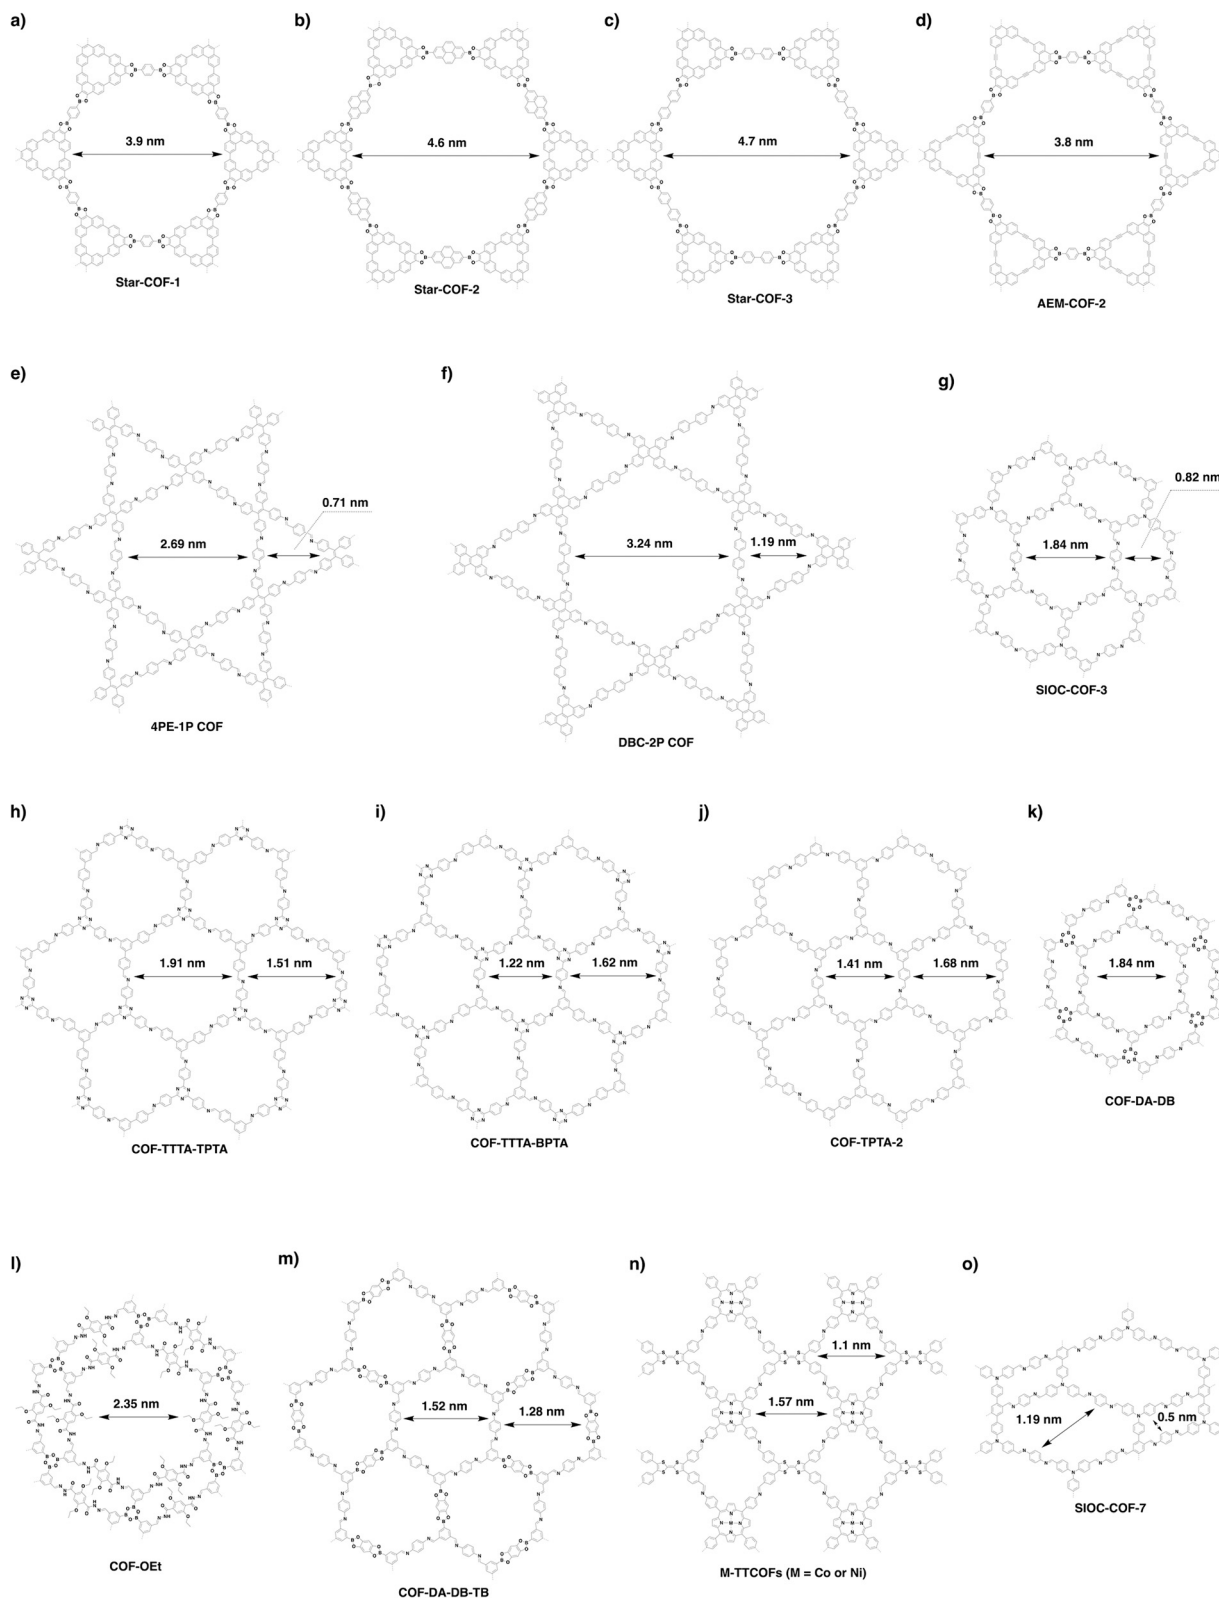 a)
b)
c)
d)
3.9 nm
4.6 nm
4.7 nm
3.8 nm
Star-COF-1
Star-COF-2
Star-COF-3
AEM-COF-2
e)
f)
g)
0.71 nm
2.69 nm
3.24 nm
1.19 nm
0.82 nm
1.84 nm
4PE-1P COF
DBC-2P COF
SIOC-COF-3
h)
i)
j)
k)
1.91 nm
1.51 nm
1.22 nm
1.62 nm
1.41 nm
1.68 nm
1.84 nm
COF-TTTA-TPTA
COF-TTTA-BPTA
COF-TPTA-2
COF-DA-DB
l)
m)
n)
o)
2.35 nm
1.52 nm
1.28 nm
1.1 nm
1.57 nm
1.19 nm
0.5 nm
COF-OEt
COF-DA-DB-TB
M-TTCOFs (M = Co or Ni)
SIOC-COF-7